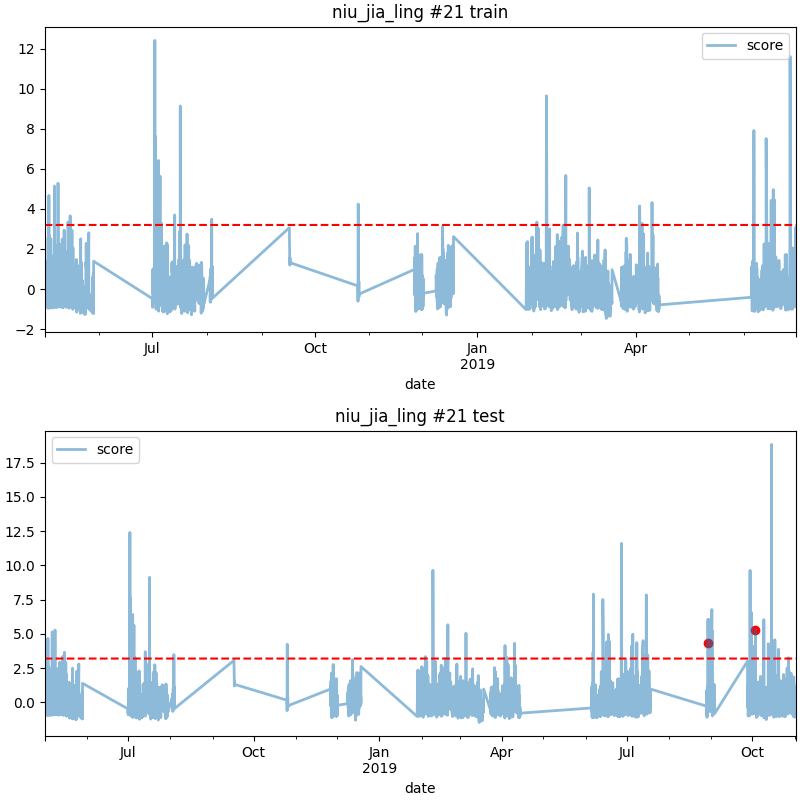 niu_jia_ling #21 train
score
12
10
8
6
4
2
0
−2
Jul
Oct
Jan
2019
Apr
date
niu_jia_ling #21 test
score
17.5
15.0
12.5
10.0
7.5
5.0
2.5
0.0
Jul
Oct
Jan
2019
Apr
Jul
Oct
date